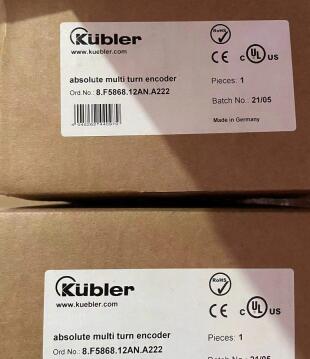 Kübler
www.kuebler.com
RoHS
CE c UL US
absolute multi turn encoder
Pieces: 1
Ord.No.: 8.F5868.12AN.A222
Batch No.: 21/05
Made in Germany
Kübler
www.kuebler.com
RoHS
CE c UL US
absolute multi turn encoder
Pieces: 1
Ord.No.: 8.F5868.12AN.A222